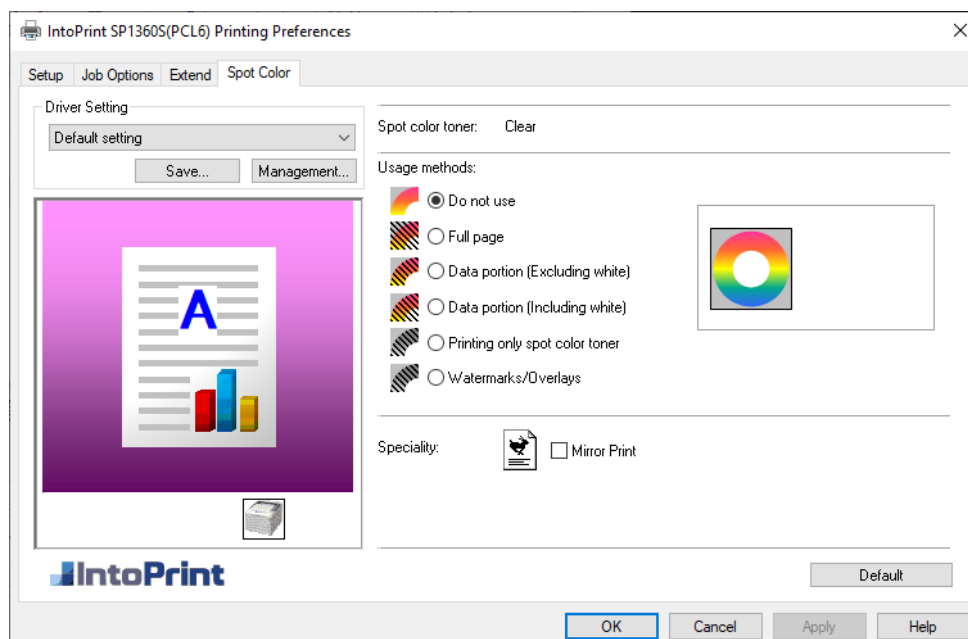 IntoPrint SP1360S(PCL6) Printing Preferences
Setup
Job Options
Extend
Spot Color
Driver Setting
Default setting
Save...
Management...
A
IntoPrint
Spot color toner: Clear
Usage methods:
Do not use
Full page
Data portion (Excluding white)
Data portion (Including white)
Printing only spot color toner
Watermarks/Overlays
Speciality:
Mirror Print
Default
OK
Cancel
Apply
Help